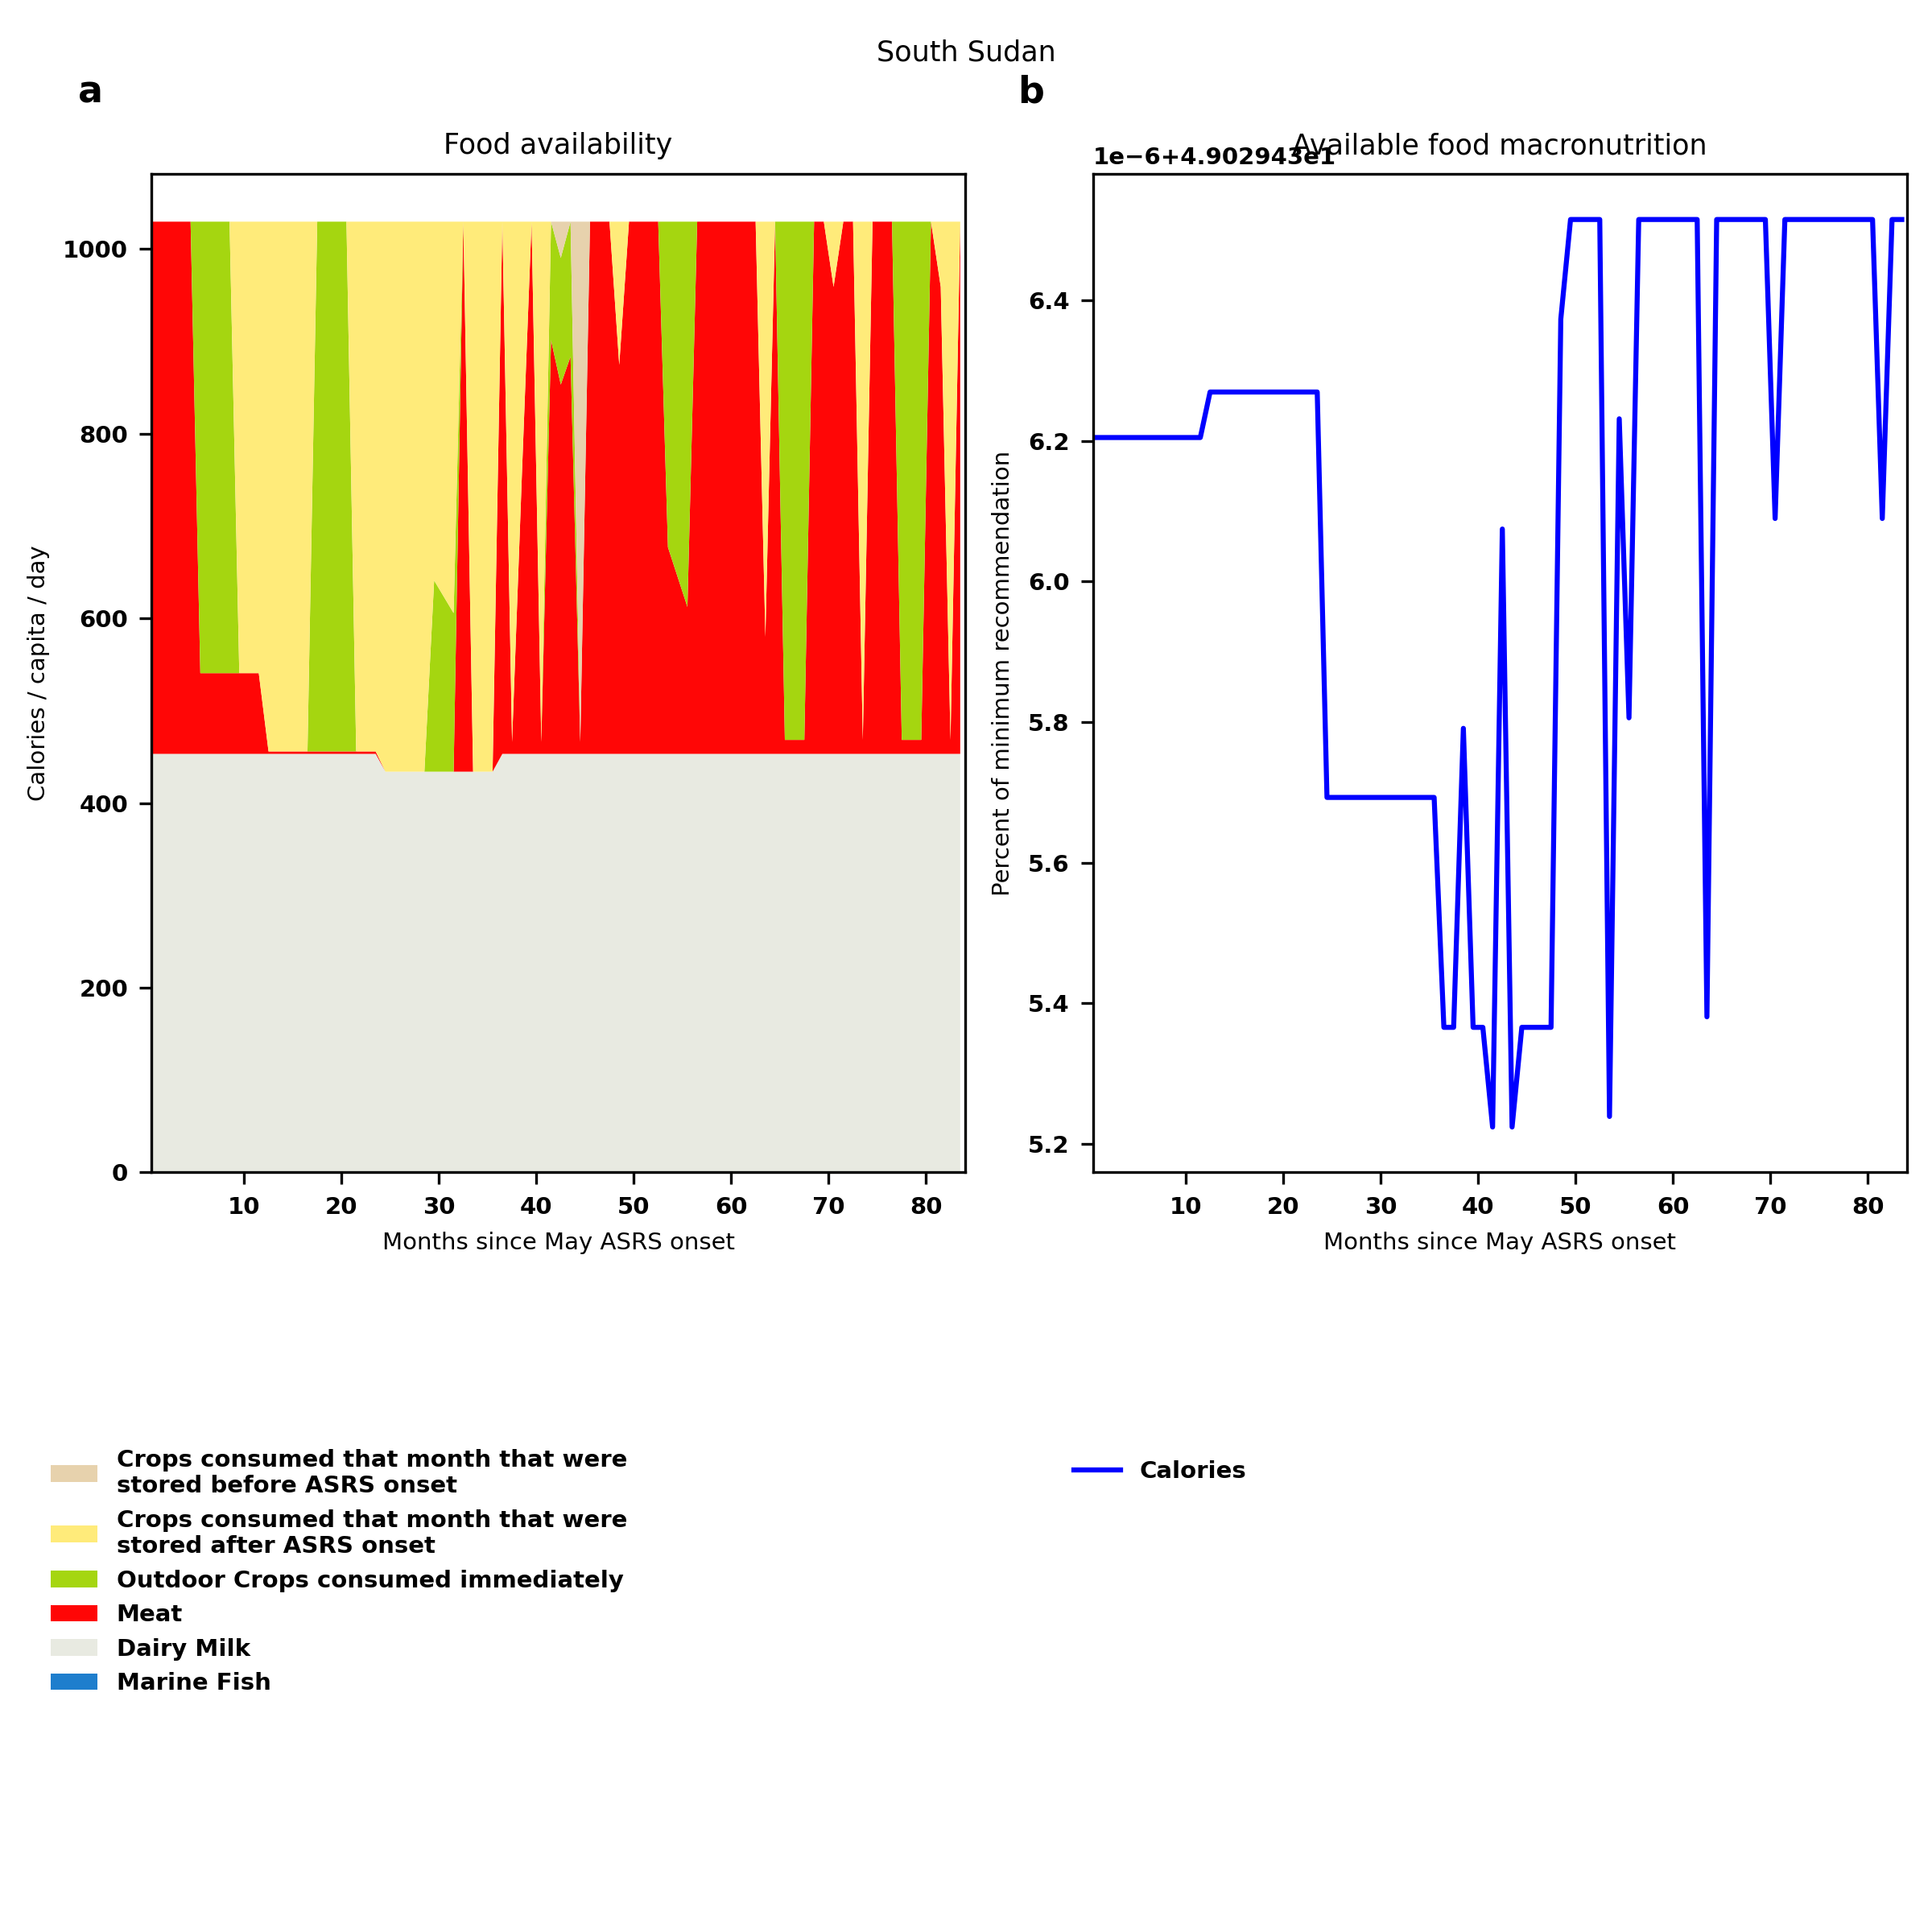 South Sudan
a
Food availability
1000
800
600
400
200
0
Calories / capita / day
10 20 30 40 50 60 70 80
Months since May ASRS onset
b
Available food macronutrition
1e−6+4.902943e1
6.4
6.2
6.0
5.8
5.6
5.4
5.2
Percent of minimum recommendation
10 20 30 40 50 60 70 80
Months since May ASRS onset
Crops consumed that month that were
stored before ASRS onset
Crops consumed that month that were
stored after ASRS onset
Outdoor Crops consumed immediately
Meat
Dairy Milk
Marine Fish
Calories